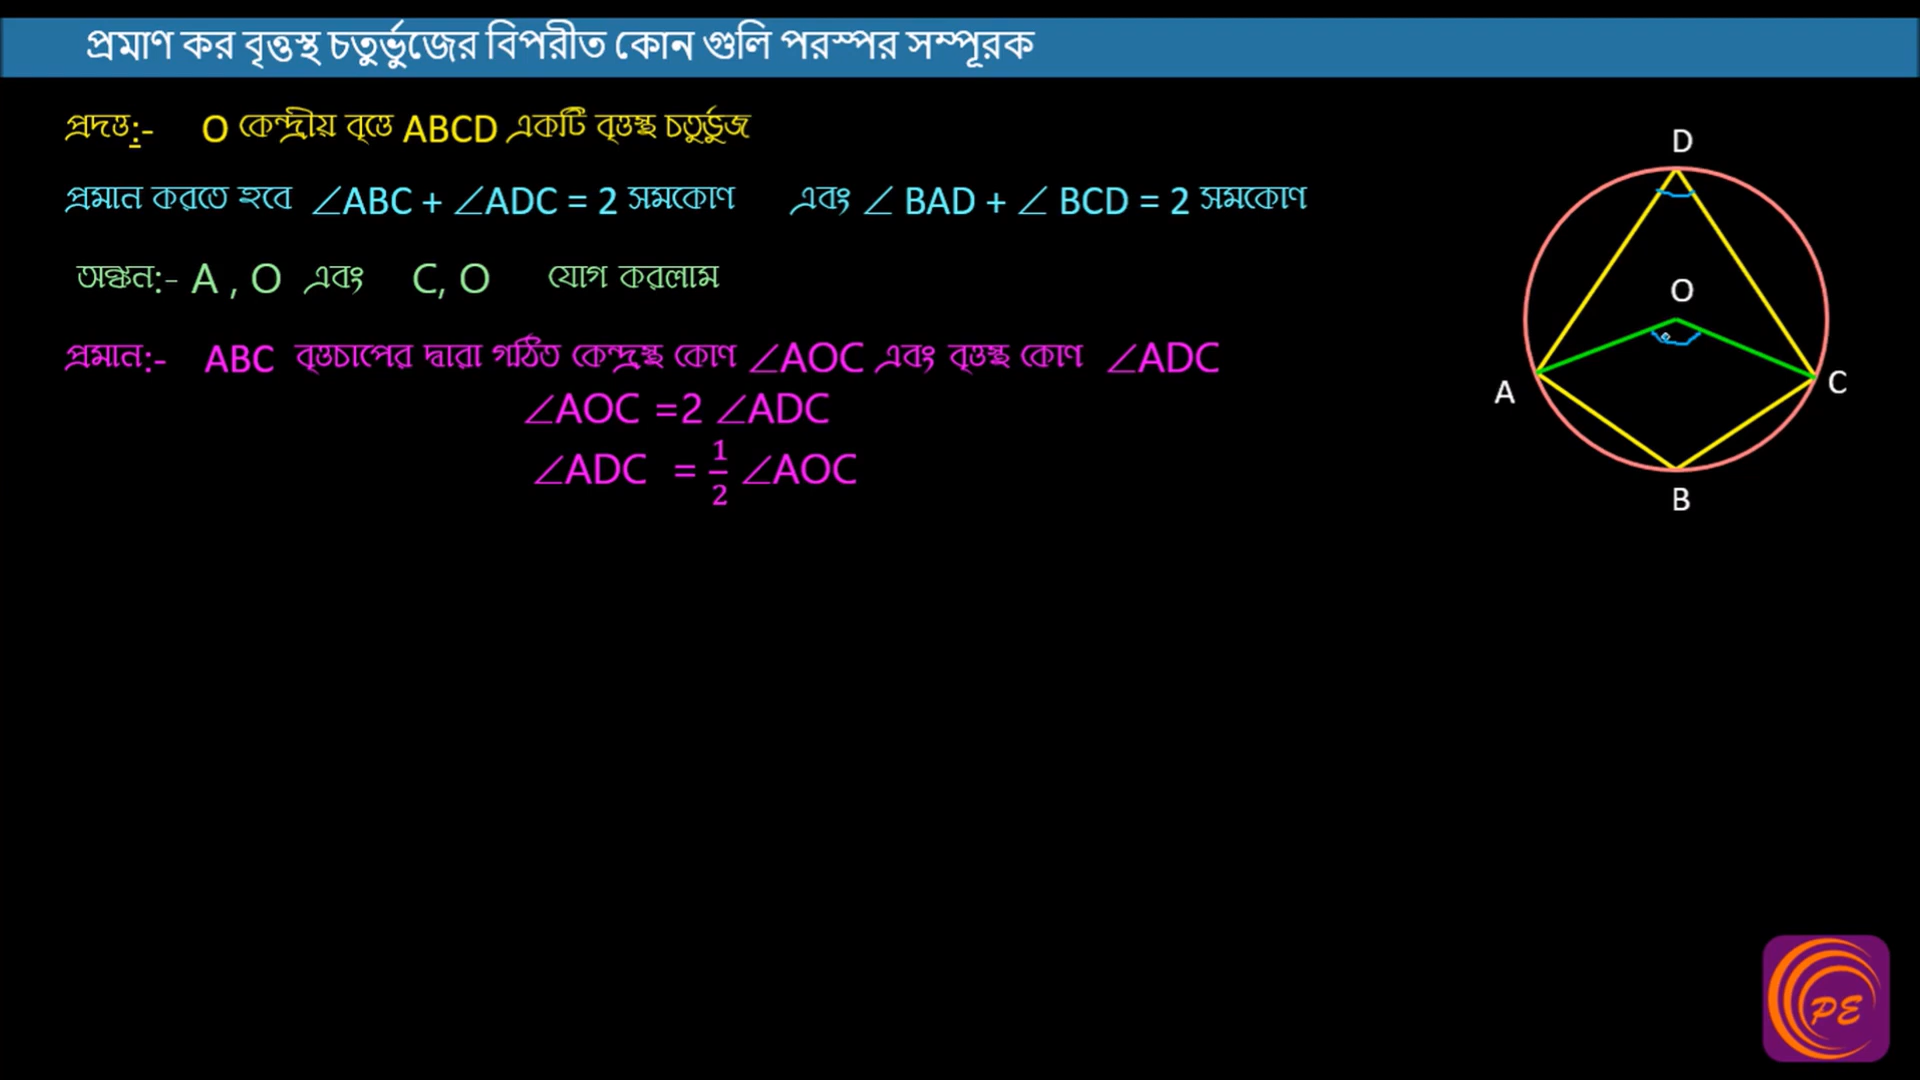 প্রমাণ কর বৃত্তস্থ চতুর্ভুজের বিপরীত কোন গুলি পরস্পর সম্পূরক
প্রদত্ত:- O কেন্দ্রীয় বৃত্তে ABCD একটি বৃত্তস্থ চতুর্ভুজ
প্রমান করতে হবে ∠ABC + ∠ADC = 2 সমকোণ এবং ∠ BAD + ∠ BCD = 2 সমকোণ
অঙ্কন:- A , O এবং C, O যোগ করলাম
প্রমান:- ABC বৃত্তচাপের দ্বারা গঠিত কেন্দ্রস্থ কোণ ∠AOC এবং বৃত্তস্থ কোণ ∠ADC
∠AOC =2 ∠ADC
∠ADC = 1/2 ∠AOC
D
O
A
C
B
PE